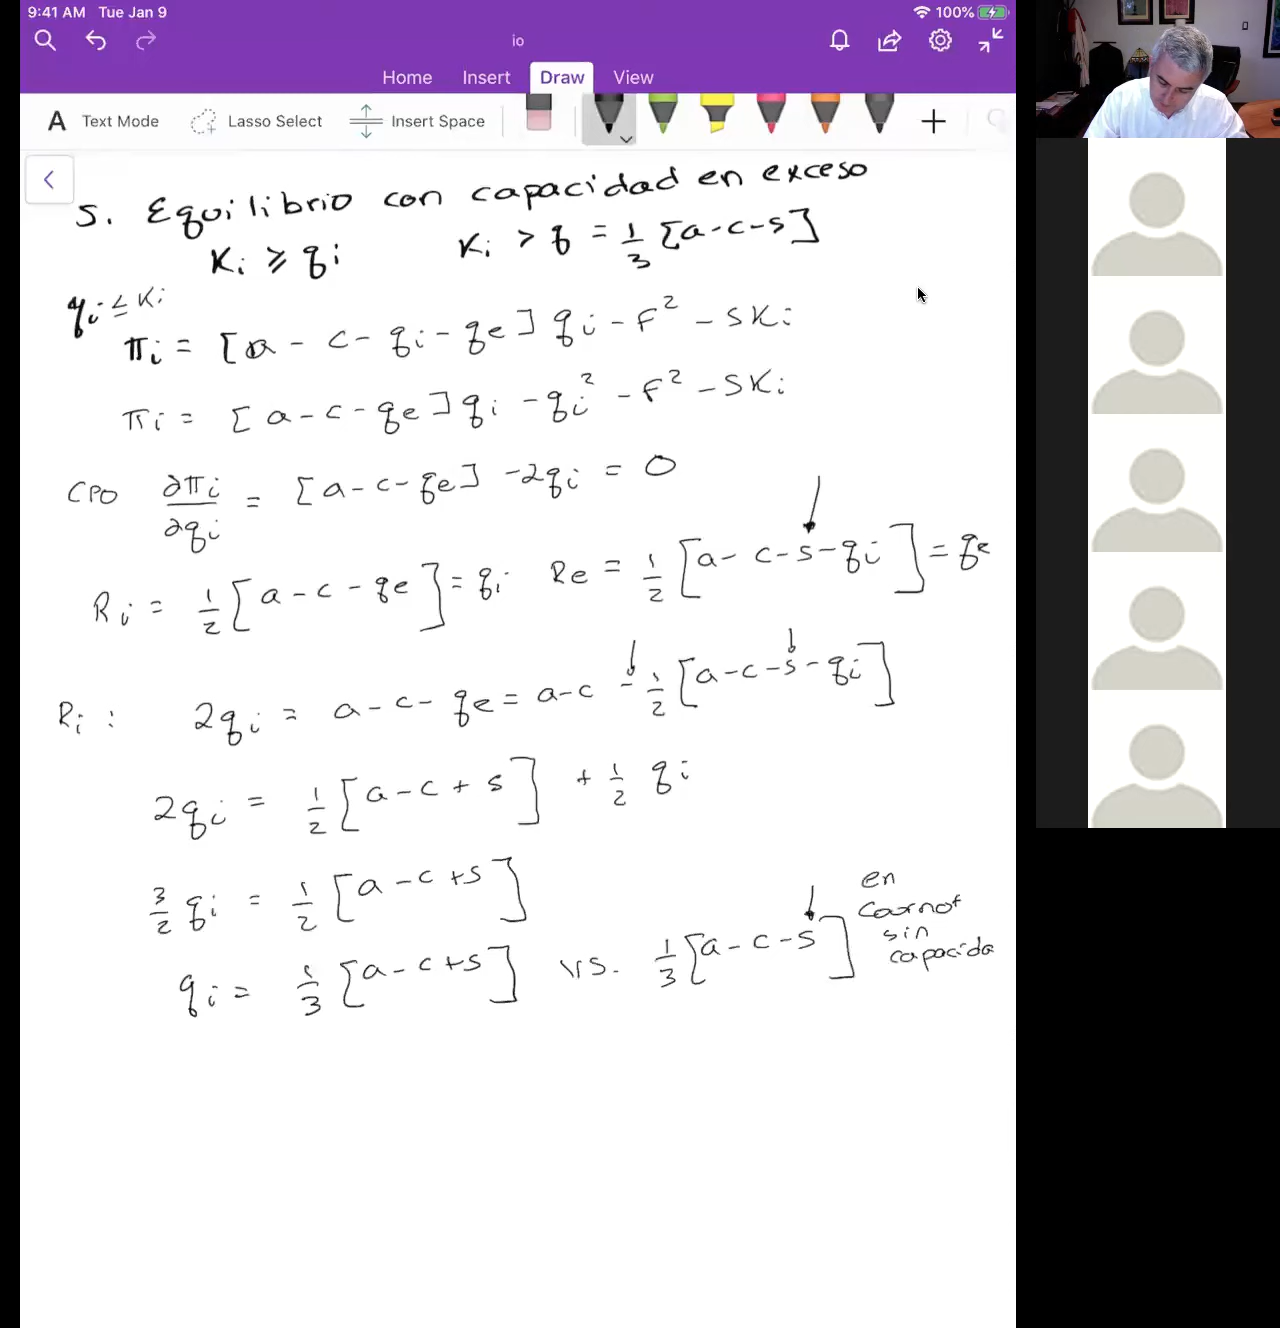 9:41 AM Tue Jan 9
100%
io
Home Insert Draw View
A Text Mode Lasso Select Insert Space
5. Equilibrio con capacidad en exceso
Ki ≥ qi Ki > q = 1/3 [a-c-s]
qi ≤ Ki
πi = [a - c - qi - qe] qi - F² - SKi
πi = [a - c - qe] qi - qi² - F² - SKi
CPO ∂πi/∂qi = [a - c - qe] - 2qi = 0
Ri = 1/2 [a - c - qe] = qi Re = 1/2 [a - c - s - qi] = qe
Ri : 2qi = a - c - qe = a - c - 1/2 [a - c - s - qi]
2qi = 1/2 [a - c + s] + 1/2 qi
3/2 qi = 1/2 [a - c + s]
qi = 1/3 [a - c + s] vs. 1/3 [a - c - s]
en
Cournot
sin
capacida